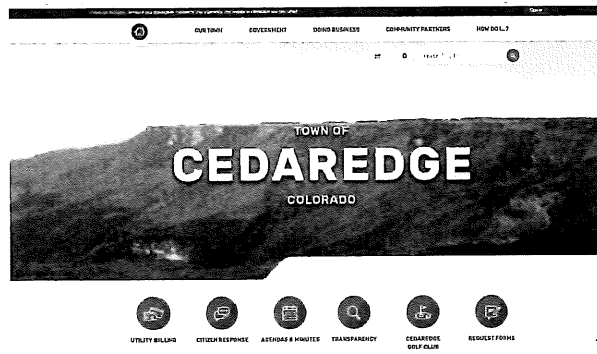 OUR TOWN GOVERNMENT DOING BUSINESS COMMUNITY PARTNERS HOW DO I...?
TOWN OF
CEDAREDGE
COLORADO
UTILITY BILLING CITIZEN RESPONSE AGENDAS & MINUTES TRANSPARENCY CEDAREDGE GOLF CLUB REQUEST FORMS